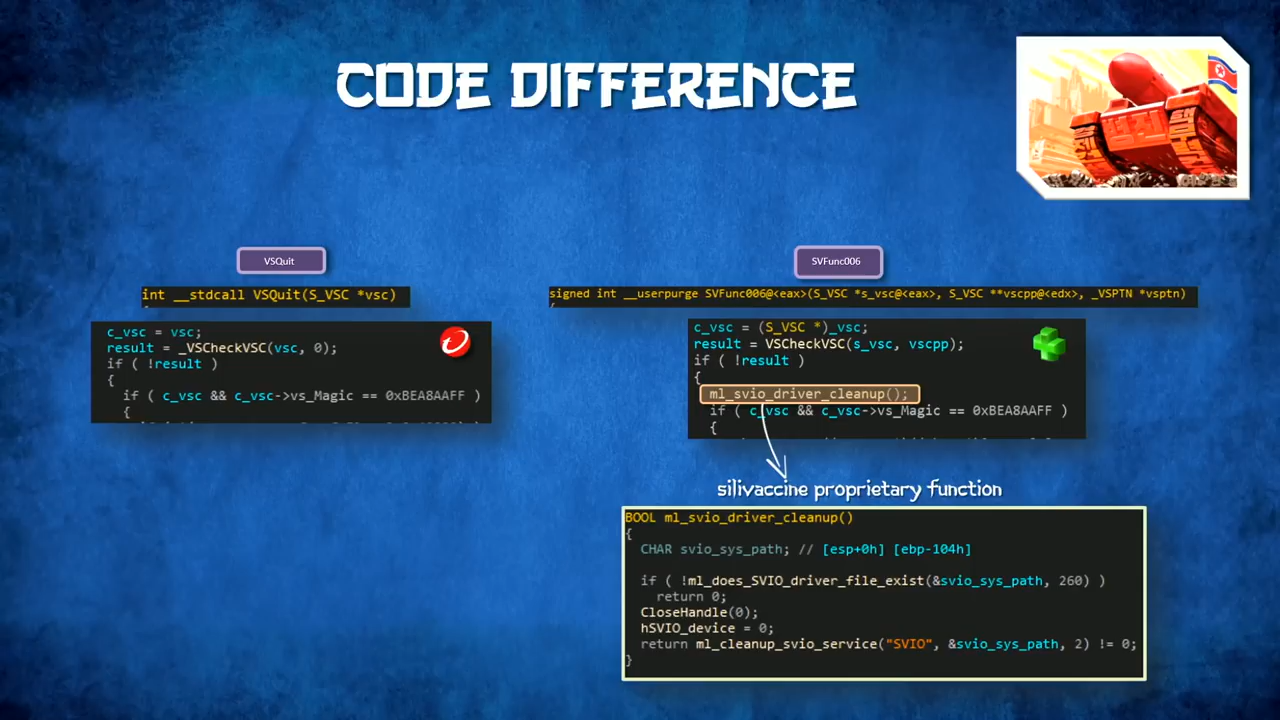 CODE DIFFERENCE
VSQuit
int __stdcall VSQuit(S_VSC *vsc)
c_vsc = vsc;
result = _VSCheckVSC(vsc, 0);
if ( !result )
{
if ( c_vsc && c_vsc->vs_Magic == 0xBEA8AAFF )
{
SVFunc006
signed int __userpurge SVFunc006@<eax>(S_VSC *s_vsc@<eax>, S_VSC **vscpp@<edx>, _VSPTN *vsptn)
c_vsc = (S_VSC *)_vsc;
result = VSCheckVSC(s_vsc, vscpp);
if ( !result )
{
ml_svio_driver_cleanup();
if ( c_vsc && c_vsc->vs_Magic == 0xBEA8AAFF )
{
silivaccine proprietary function
BOOL ml_svio_driver_cleanup()
{
CHAR svio_sys_path; // [esp+0h] [ebp-104h]
if ( !ml_does_SVIO_driver_file_exist(&svio_sys_path, 260) )
return 0;
CloseHandle(0);
hSVIO_device = 0;
return ml_cleanup_svio_service("SVIO", &svio_sys_path, 2) != 0;
}